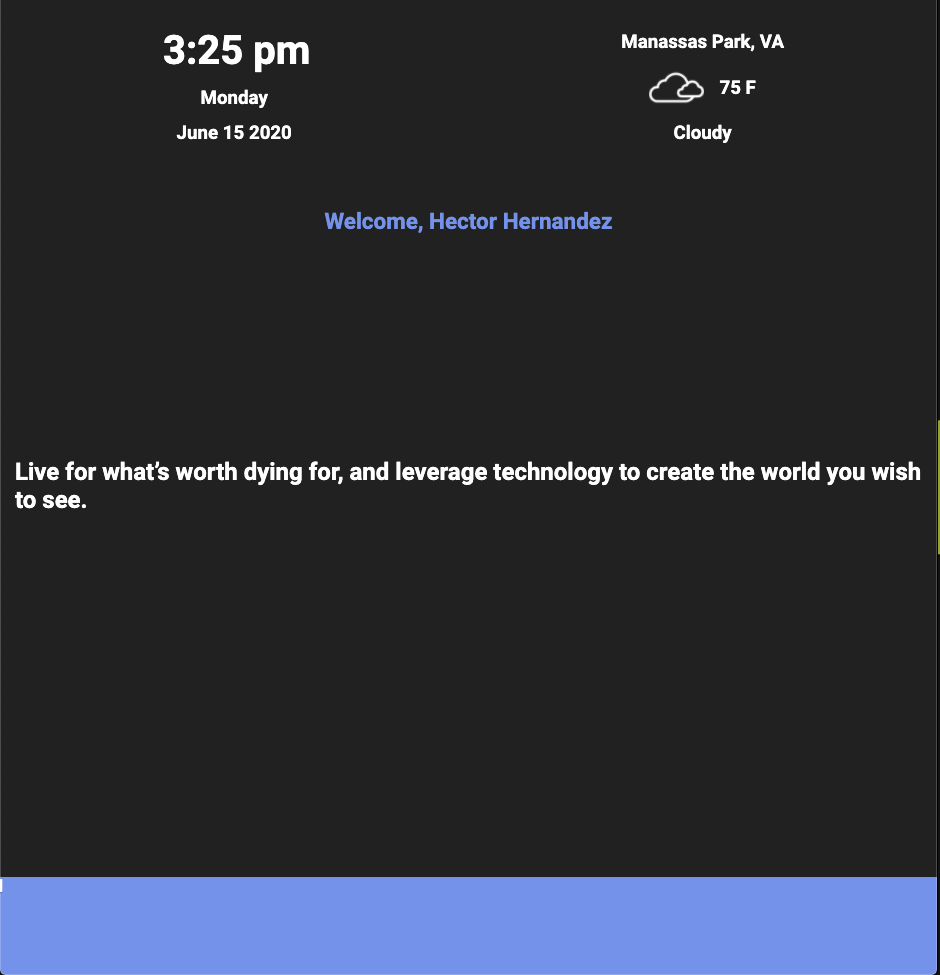 3:25 pm
Monday
June 15 2020
Manassas Park, VA
75 F
Cloudy
Welcome, Hector Hernandez
Live for what's worth dying for, and leverage technology to create the world you wish
to see.